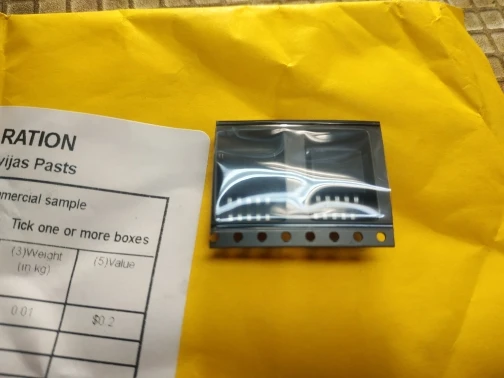 RATION
vijas Pasts
mercial sample
Tick one or more boxes
(3)Weight (5)Value
(in kg)
0.01 $0.2